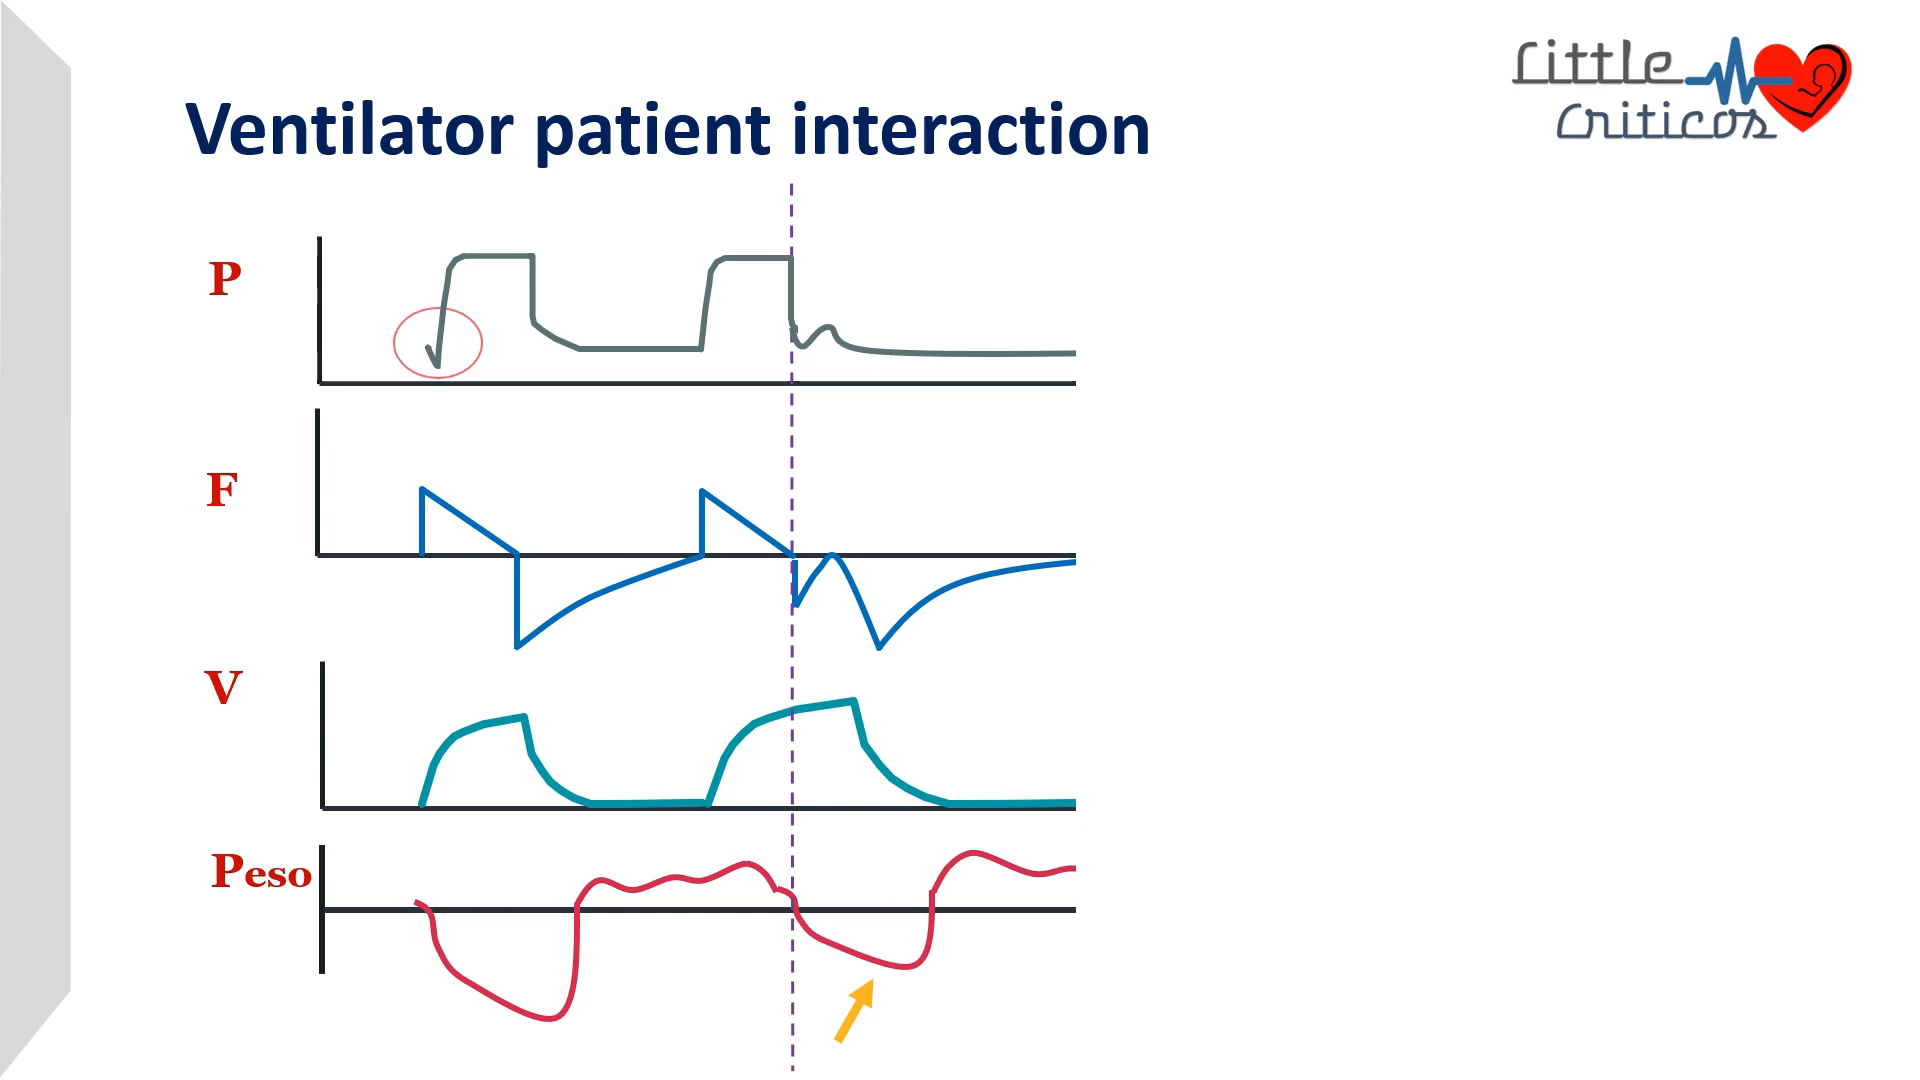 Little
Criticos
Ventilator patient interaction
P
F
V
Peso